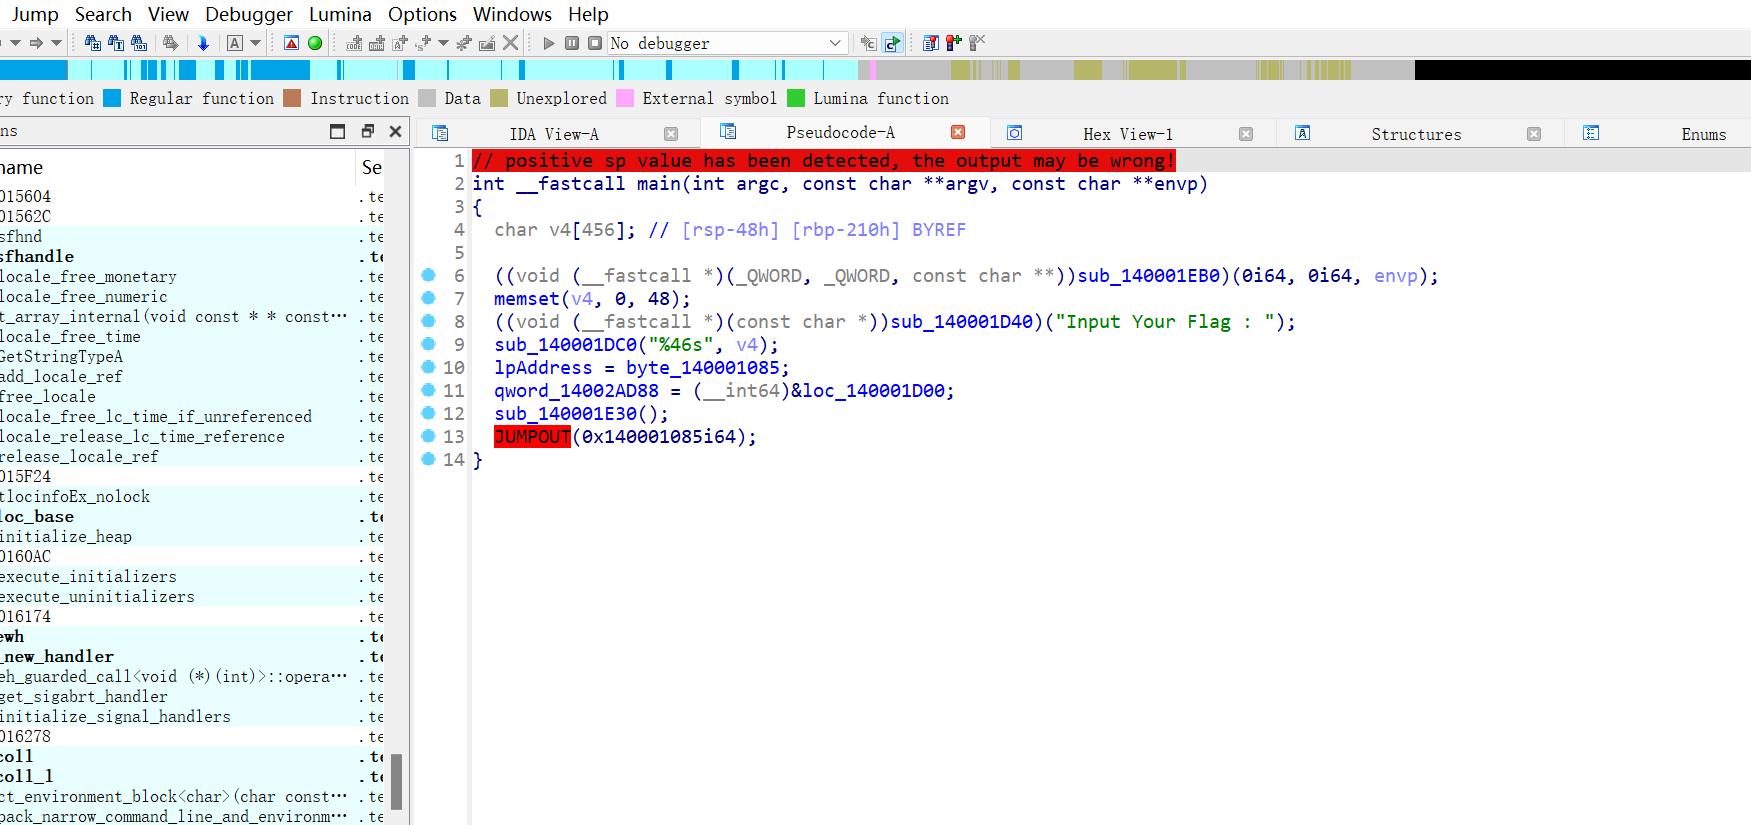 Jump Search View Debugger Lumina Options Windows Help
No debugger
ry function Regular function Instruction Data Unexplored External symbol Lumina function
ns
IDA View-A Pseudocode-A Hex View-1 Structures Enums
name Se
015604 .te
01562C .te
sfhnd .te
sfhandle .te
locale_free_monetary .te
locale_free_numeric .te
t_array_internal(void const * * const… .te
locale_free_time .te
GetStringTypeA .te
add_locale_ref .te
free_locale .te
locale_free_lc_time_if_unreferenced .te
locale_release_lc_time_reference .te
release_locale_ref .te
015F24 .te
tlocinfoEx_nolock .te
loc_base .te
initialize_heap .te
0160AC .te
execute_initializers .te
execute_uninitializers .te
016174 .te
ewh .te
_new_handler .te
eh_guarded_call<void (*)(int)>::opera… .te
get_sigabrt_handler .te
initialize_signal_handlers .te
016278 .te
coll .te
coll_l .te
ct_environment_block<char>(char const… .te
pack_narrow_command_line_and_environm… .te
1 // positive sp value has been detected, the output may be wrong!
2 int __fastcall main(int argc, const char **argv, const char **envp)
3 {
4 char v4[456]; // [rsp-48h] [rbp-210h] BYREF
5
6 ((void (__fastcall *)(_QWORD, _QWORD, const char **))sub_140001EB0)(0i64, 0i64, envp);
7 memset(v4, 0, 48);
8 ((void (__fastcall *)(const char *))sub_140001D40)("Input Your Flag : ");
9 sub_140001DC0("%46s", v4);
10 lpAddress = byte_140001085;
11 qword_14002AD88 = (__int64)&loc_140001D00;
12 sub_140001E30();
13 JUMPOUT(0x140001085i64);
14 }